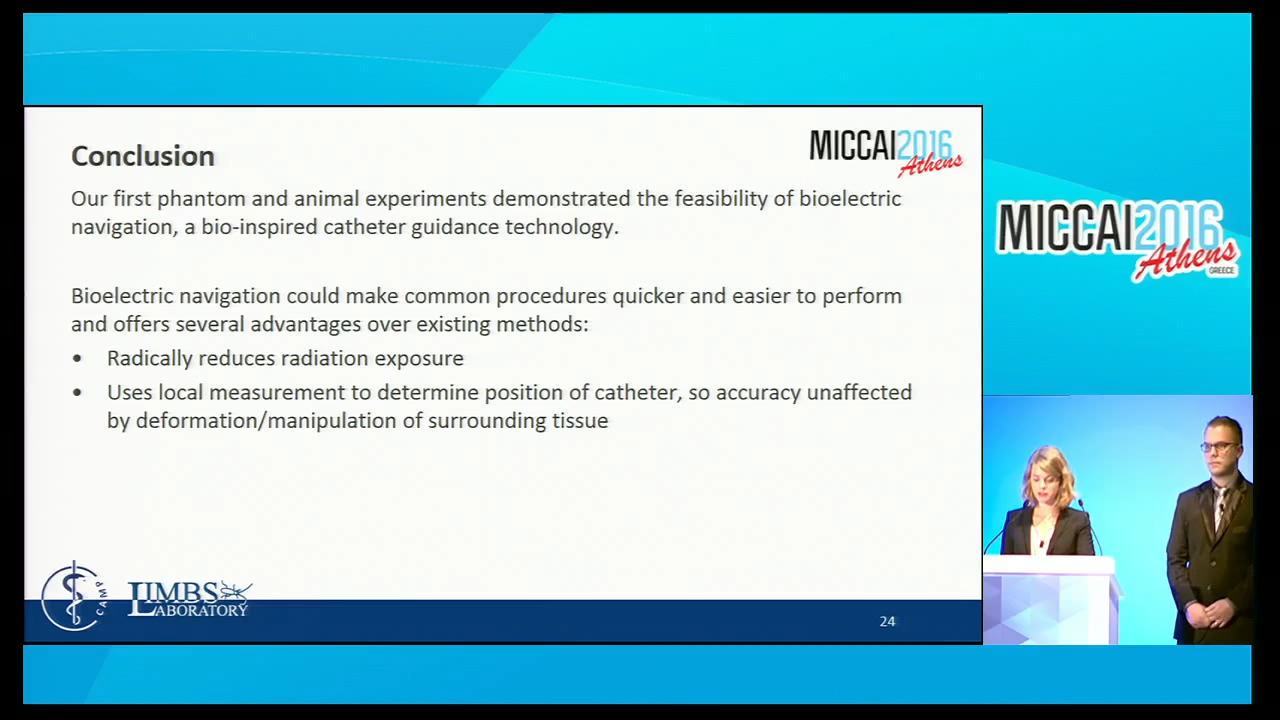 Conclusion
MICCAI2016
Athens
Our first phantom and animal experiments demonstrated the feasibility of bioelectric
navigation, a bio-inspired catheter guidance technology.
Bioelectric navigation could make common procedures quicker and easier to perform
and offers several advantages over existing methods:
• Radically reduces radiation exposure
• Uses local measurement to determine position of catheter, so accuracy unaffected
by deformation/manipulation of surrounding tissue
CAMP
LIMBS
LABORATORY
24
MICCAI2016
Athens
GREECE